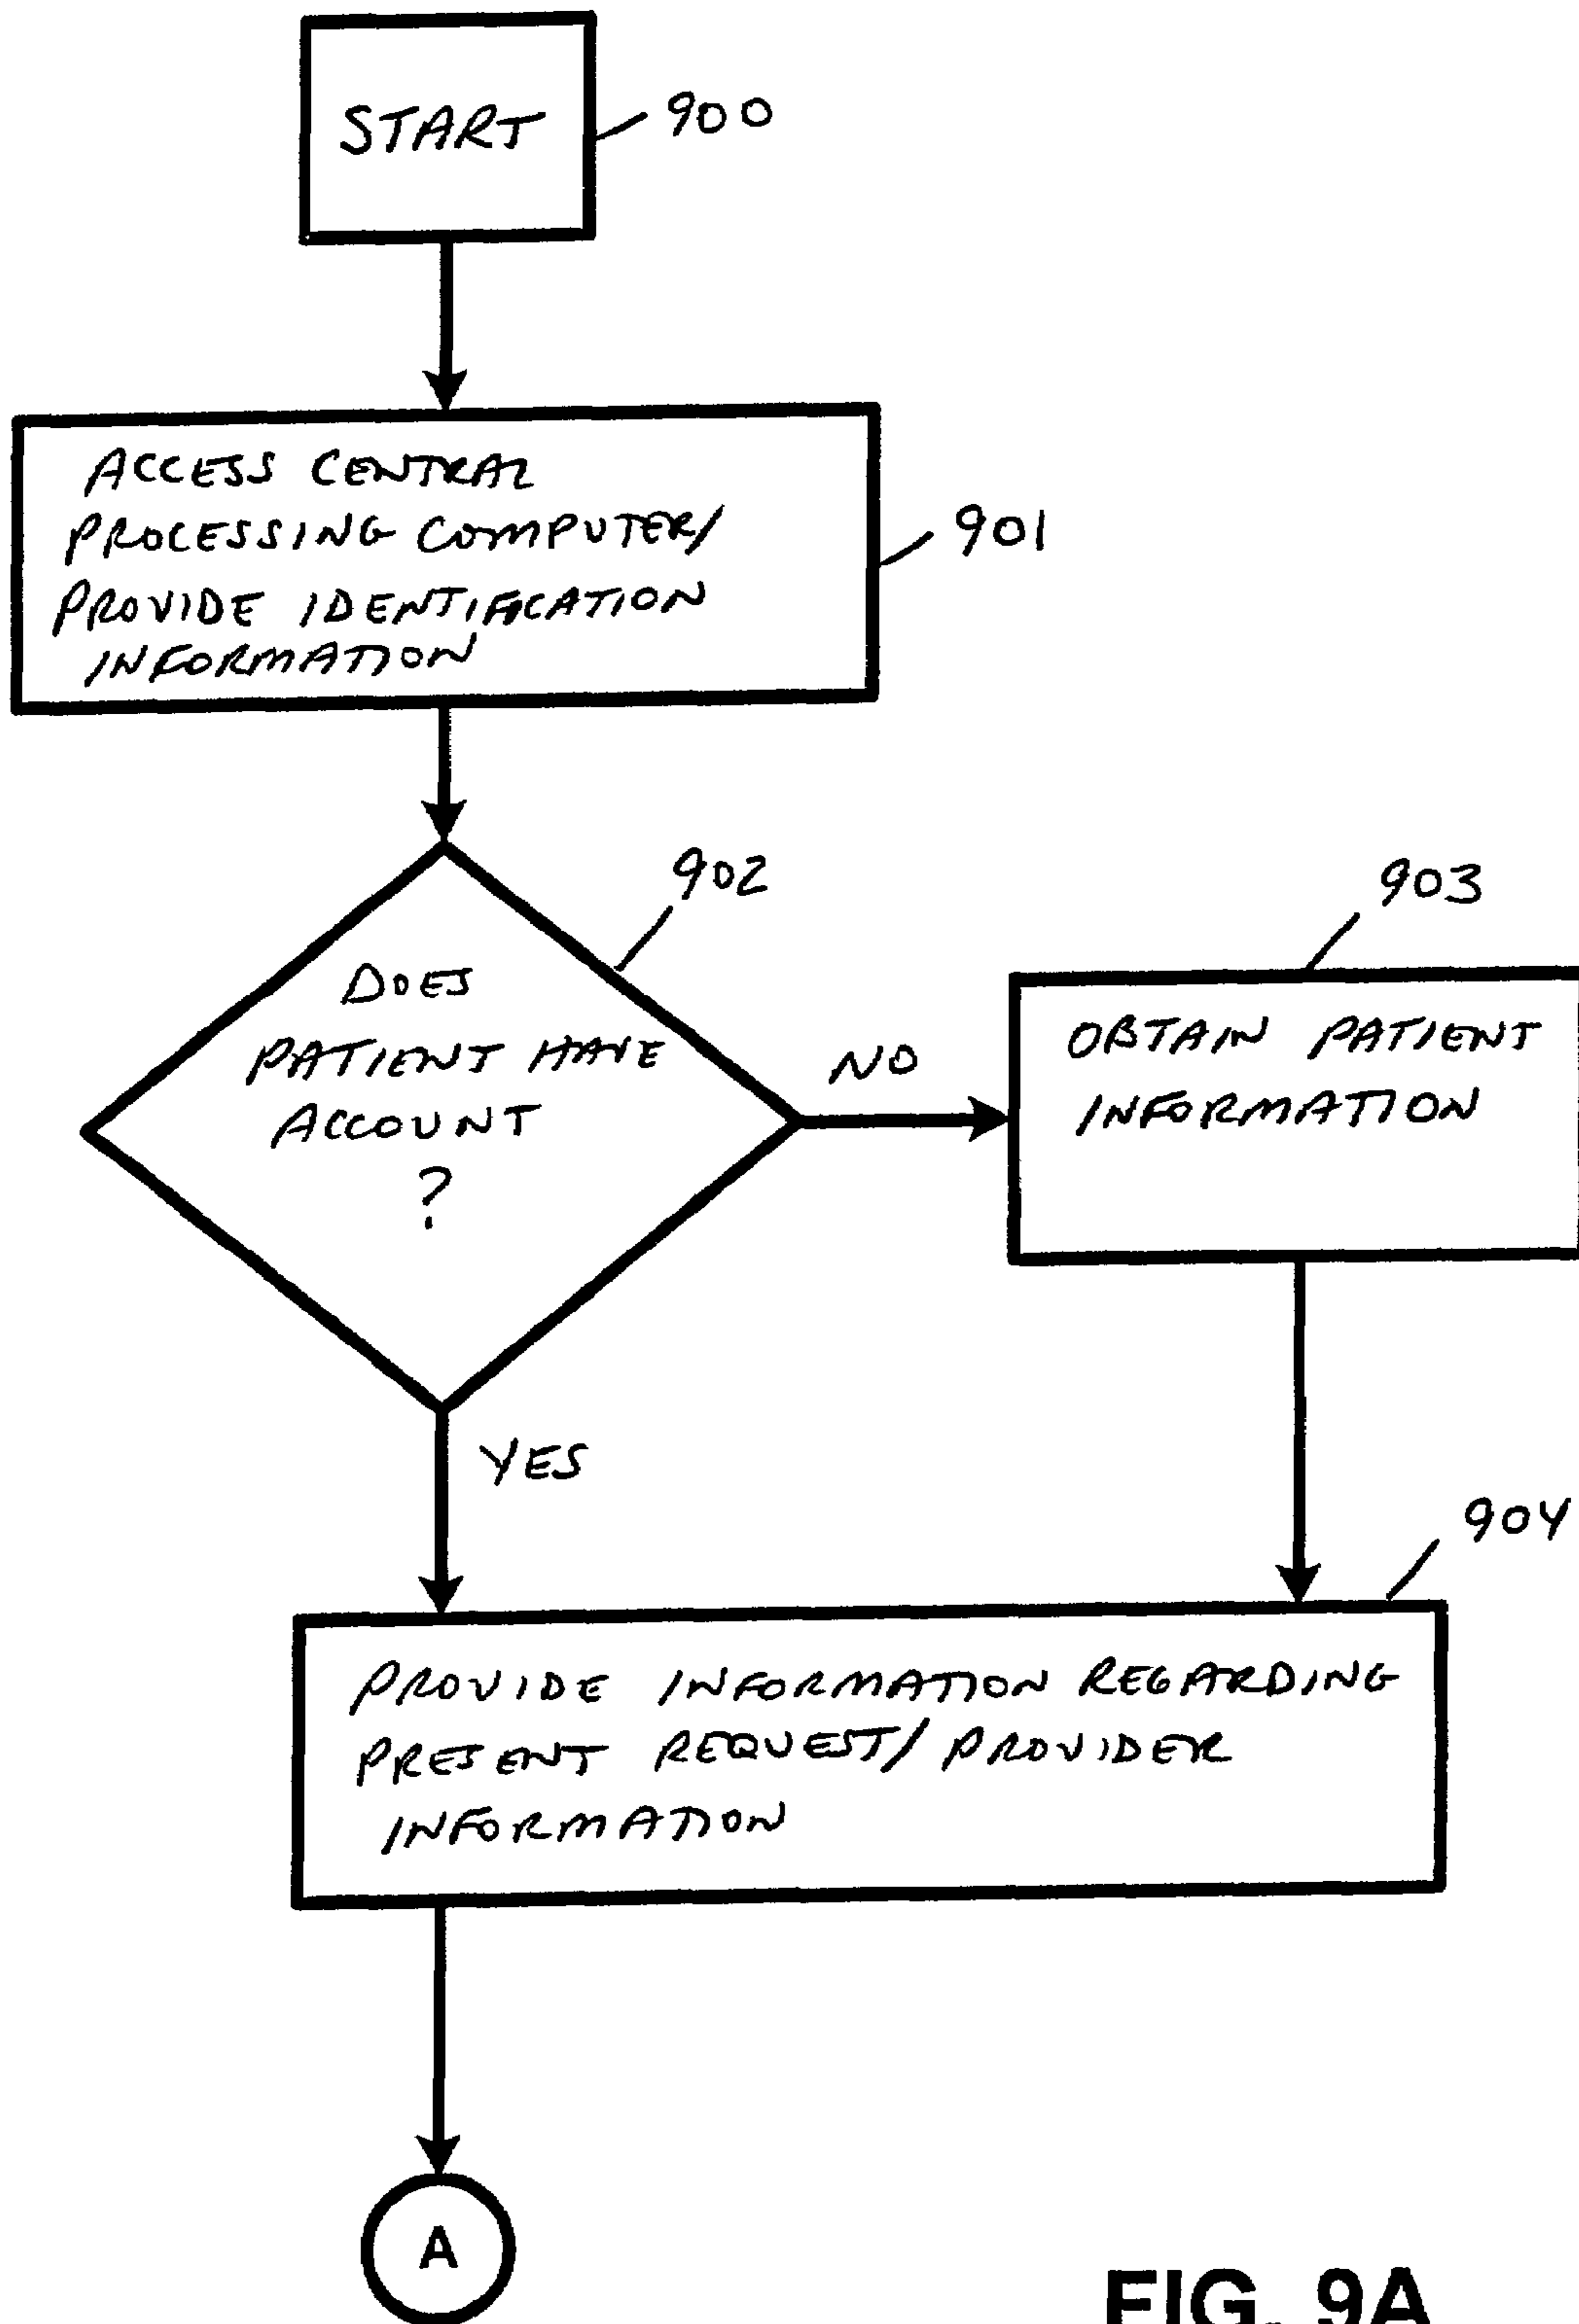 START
900
ACCESS CENTRAL
PROCESSING COMPUTER/
PROVIDE IDENTIFICATION
INFORMATION
901
902
DOES
PATIENT HAVE
ACCOUNT
?
NO
903
OBTAIN PATIENT
INFORMATION
YES
904
PROVIDE INFORMATION REGARDING
PRESENT REQUEST/PROVIDER
INFORMATION
A
FIG. 9A